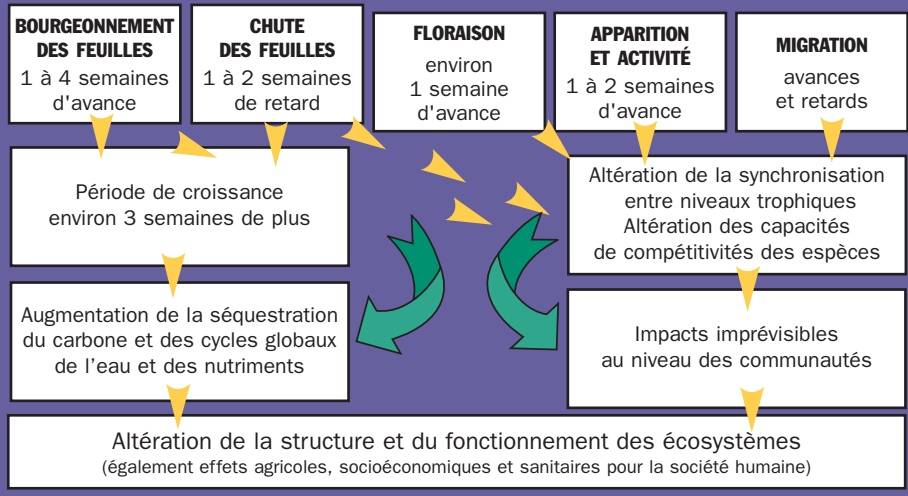 BOURGEONNEMENT
DES FEUILLES
1 à 4 semaines
d'avance
CHUTE
DES FEUILLES
1 à 2 semaines
de retard
FLORAISON
environ
1 semaine
d'avance
APPARITION
ET ACTIVITÉ
1 à 2 semaines
d'avance
MIGRATION
avances
et retards
Période de croissance
environ 3 semaines de plus
Altération de la synchronisation
entre niveaux trophiques
Altération des capacités
de compétitivités des espèces
Augmentation de la séquestration
du carbone et des cycles globaux
de l'eau et des nutriments
Impacts imprévisibles
au niveau des communautés
Altération de la structure et du fonctionnement des écosystèmes
(également effets agricoles, socioéconomiques et sanitaires pour la société humaine)